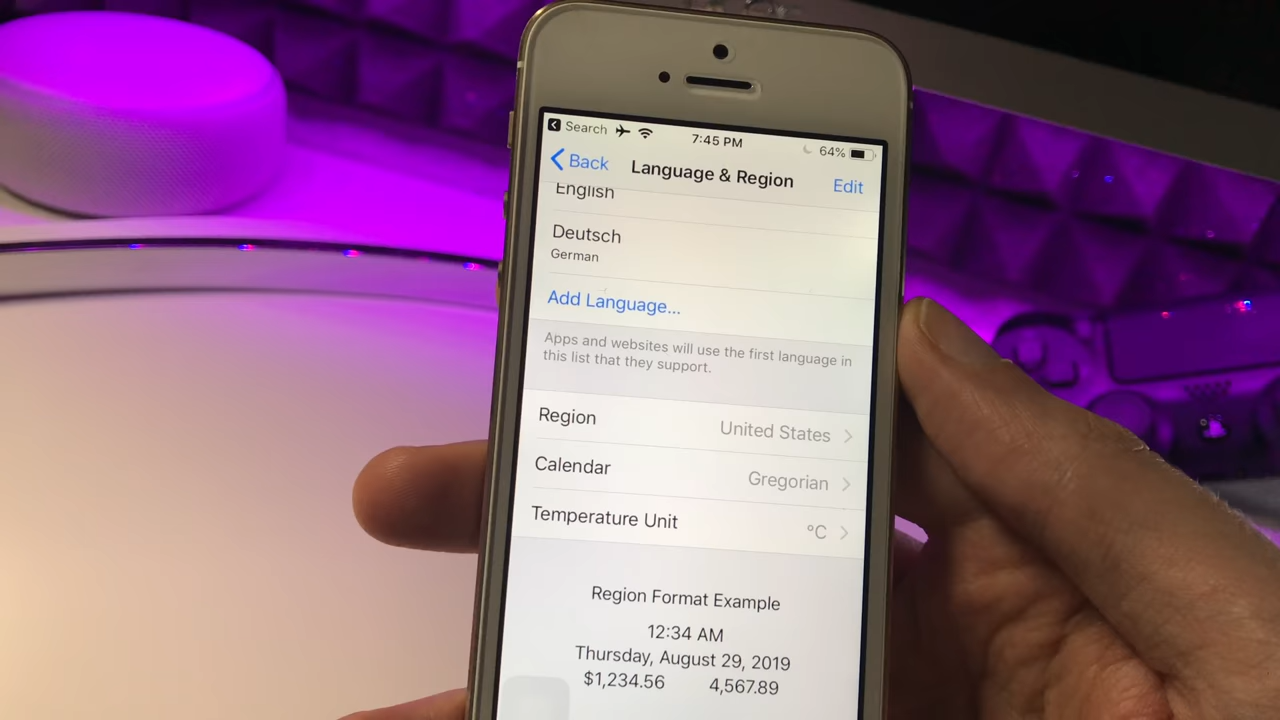 Search 7:45 PM 64%
Back Language & Region Edit
English
Deutsch
German
Add Language...
Apps and websites will use the first language in
this list that they support.
Region United States
Calendar Gregorian
Temperature Unit °C
Region Format Example
12:34 AM
Thursday, August 29, 2019
$1,234.56 4,567.89